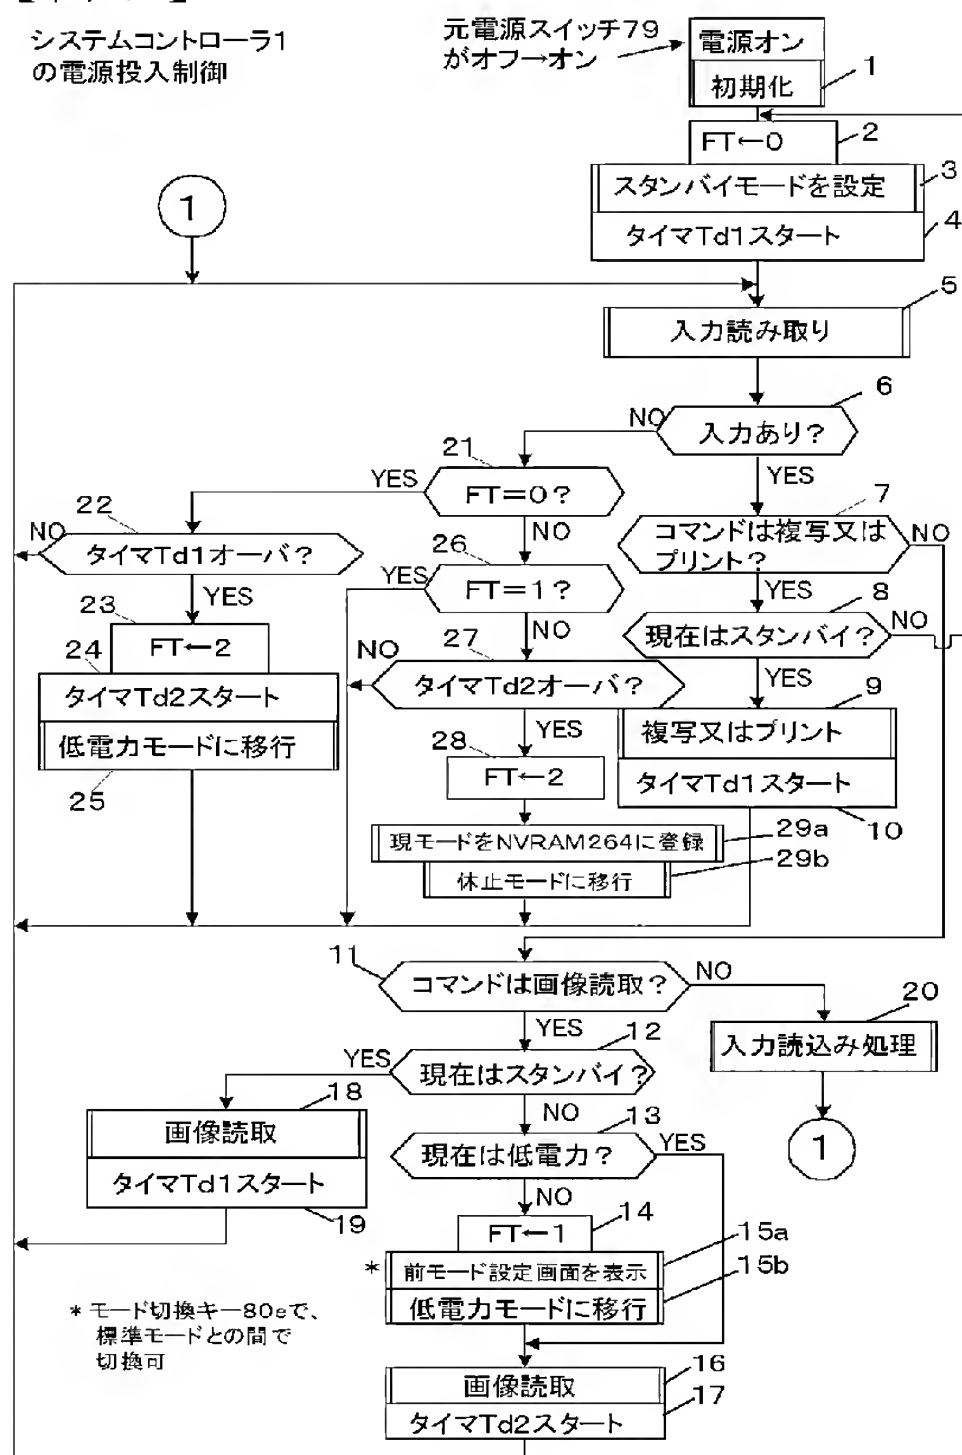 システムコントローラ1
の電源投入制御
元電源スイッチ79
がオフ→オン
電源オン
初期化
1
FT←0
2
スタンバイモードを設定
3
タイマTd1スタート
4
1
入力読み取り
5
入力あり?
6
NO
YES
21
FT=0?
YES
NO
22
タイマTd1オーバ?
NO
YES
23
FT←2
24
タイマTd2スタート
低電力モードに移行
25
26
FT=1?
YES
NO
27
タイマTd2オーバ?
NO
YES
28
FT←2
現モードをNVRAM264に登録
29a
休止モードに移行
29b
7
コマンドは複写又は
プリント?
NO
YES
8
現在はスタンバイ?
NO
YES
9
複写又はプリント
タイマTd1スタート
10
11
コマンドは画像読取?
NO
YES
20
入力読込み処理
1
12
現在はスタンバイ?
YES
NO
18
画像読取
タイマTd1スタート
19
13
現在は低電力?
YES
NO
14
FT←1
15a
* 前モード設定画面を表示
15b
低電力モードに移行
16
画像読取
17
タイマTd2スタート
* モード切換キー80eで、
標準モードとの間で
切換可